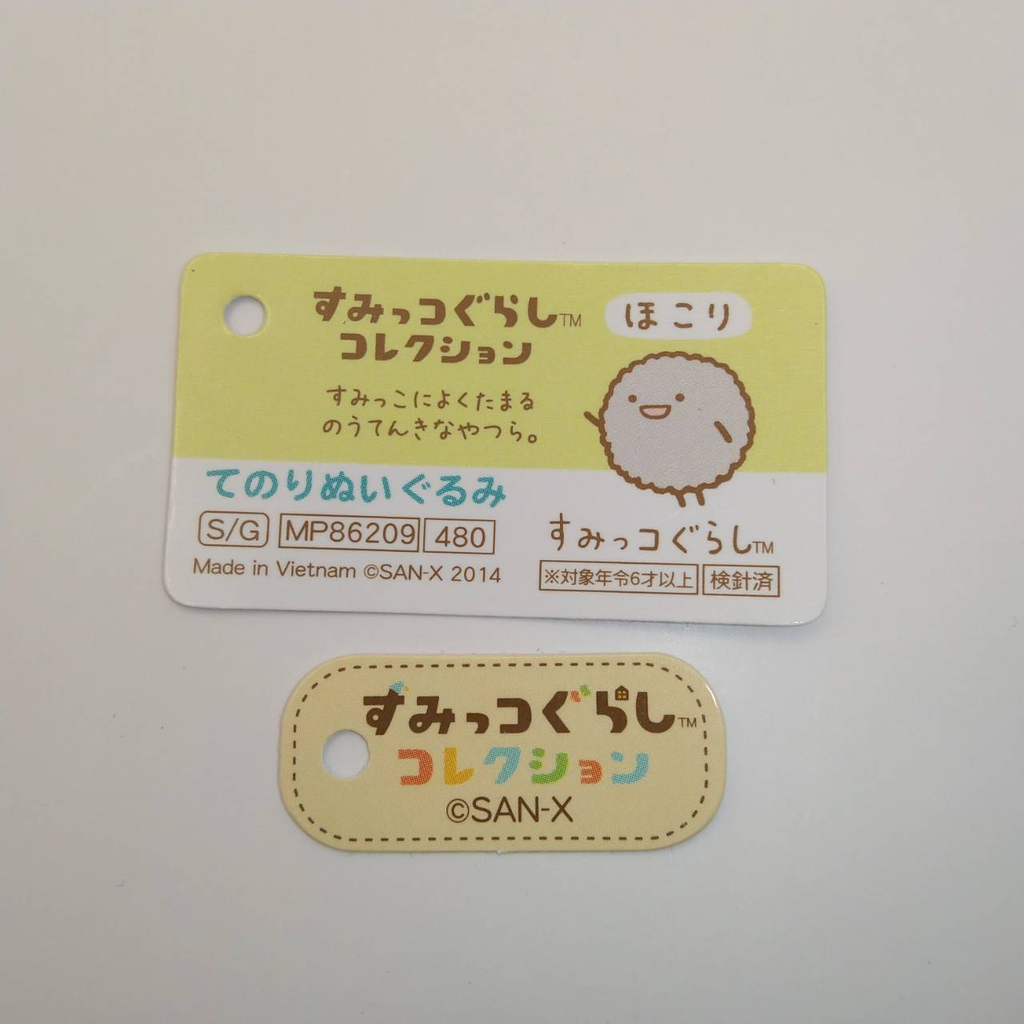 すみっコぐらし™
コレクション
ほこり
すみっこによくたまる
のうてんきなやつら。
てのりぬいぐるみ
S/G MP86209 480
Made in Vietnam ©SAN-X 2014
すみっコぐらし™
※対象年令6才以上 検針済
すみっコぐらし™
コレクション
©SAN-X